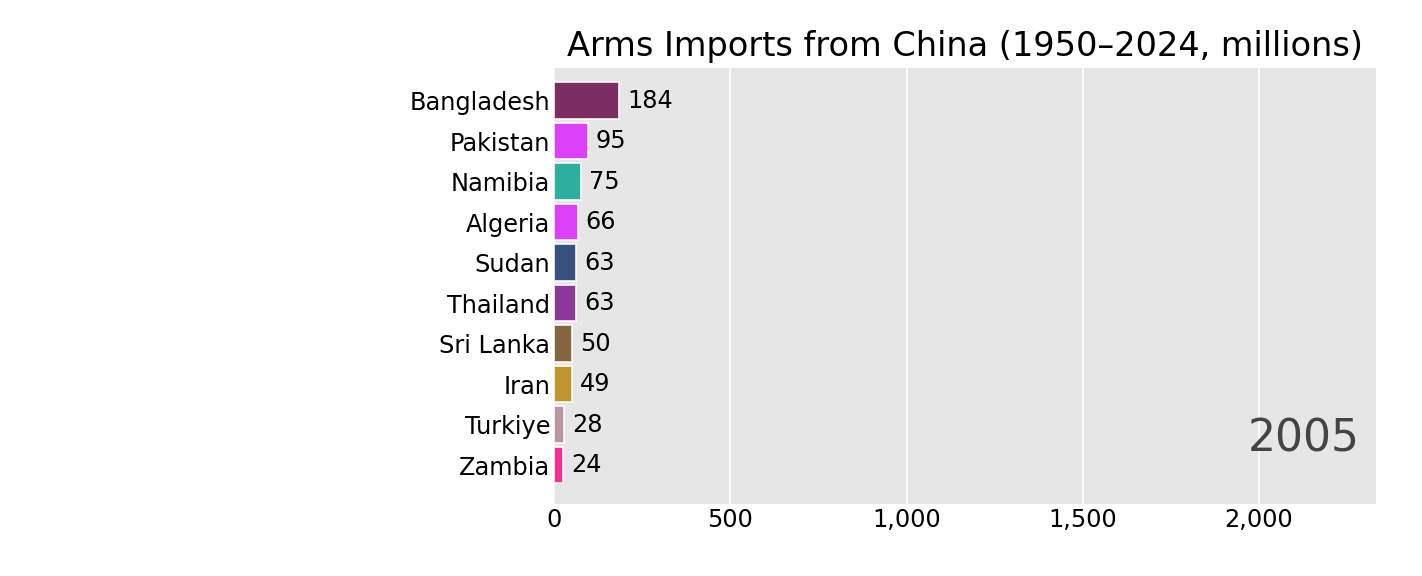 Arms Imports from China (1950–2024, millions)
Bangladesh 184
Pakistan 95
Namibia 75
Algeria 66
Sudan 63
Thailand 63
Sri Lanka 50
Iran 49
Turkiye 28
2005
Zambia 24
0 500 1,000 1,500 2,000